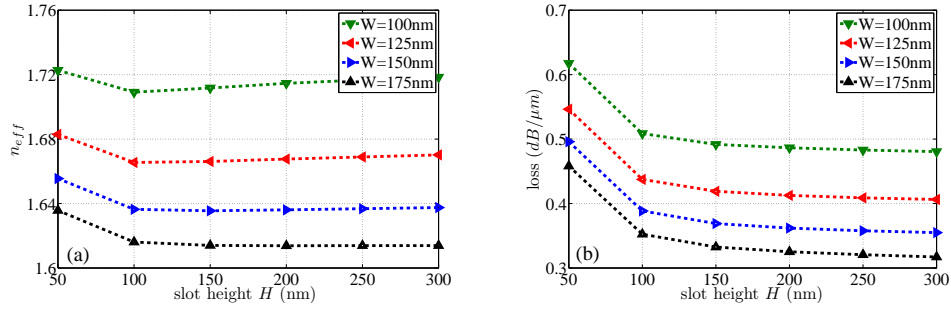 1.76
1.72
1.68
1.64
1.6
n_eff
50 100 150 200 250 300
slot height H (nm)
(a)
W=100nm
W=125nm
W=150nm
W=175nm
0.7
0.6
0.5
0.4
0.3
loss (dB/μm)
50 100 150 200 250 300
slot height H (nm)
(b)
W=100nm
W=125nm
W=150nm
W=175nm